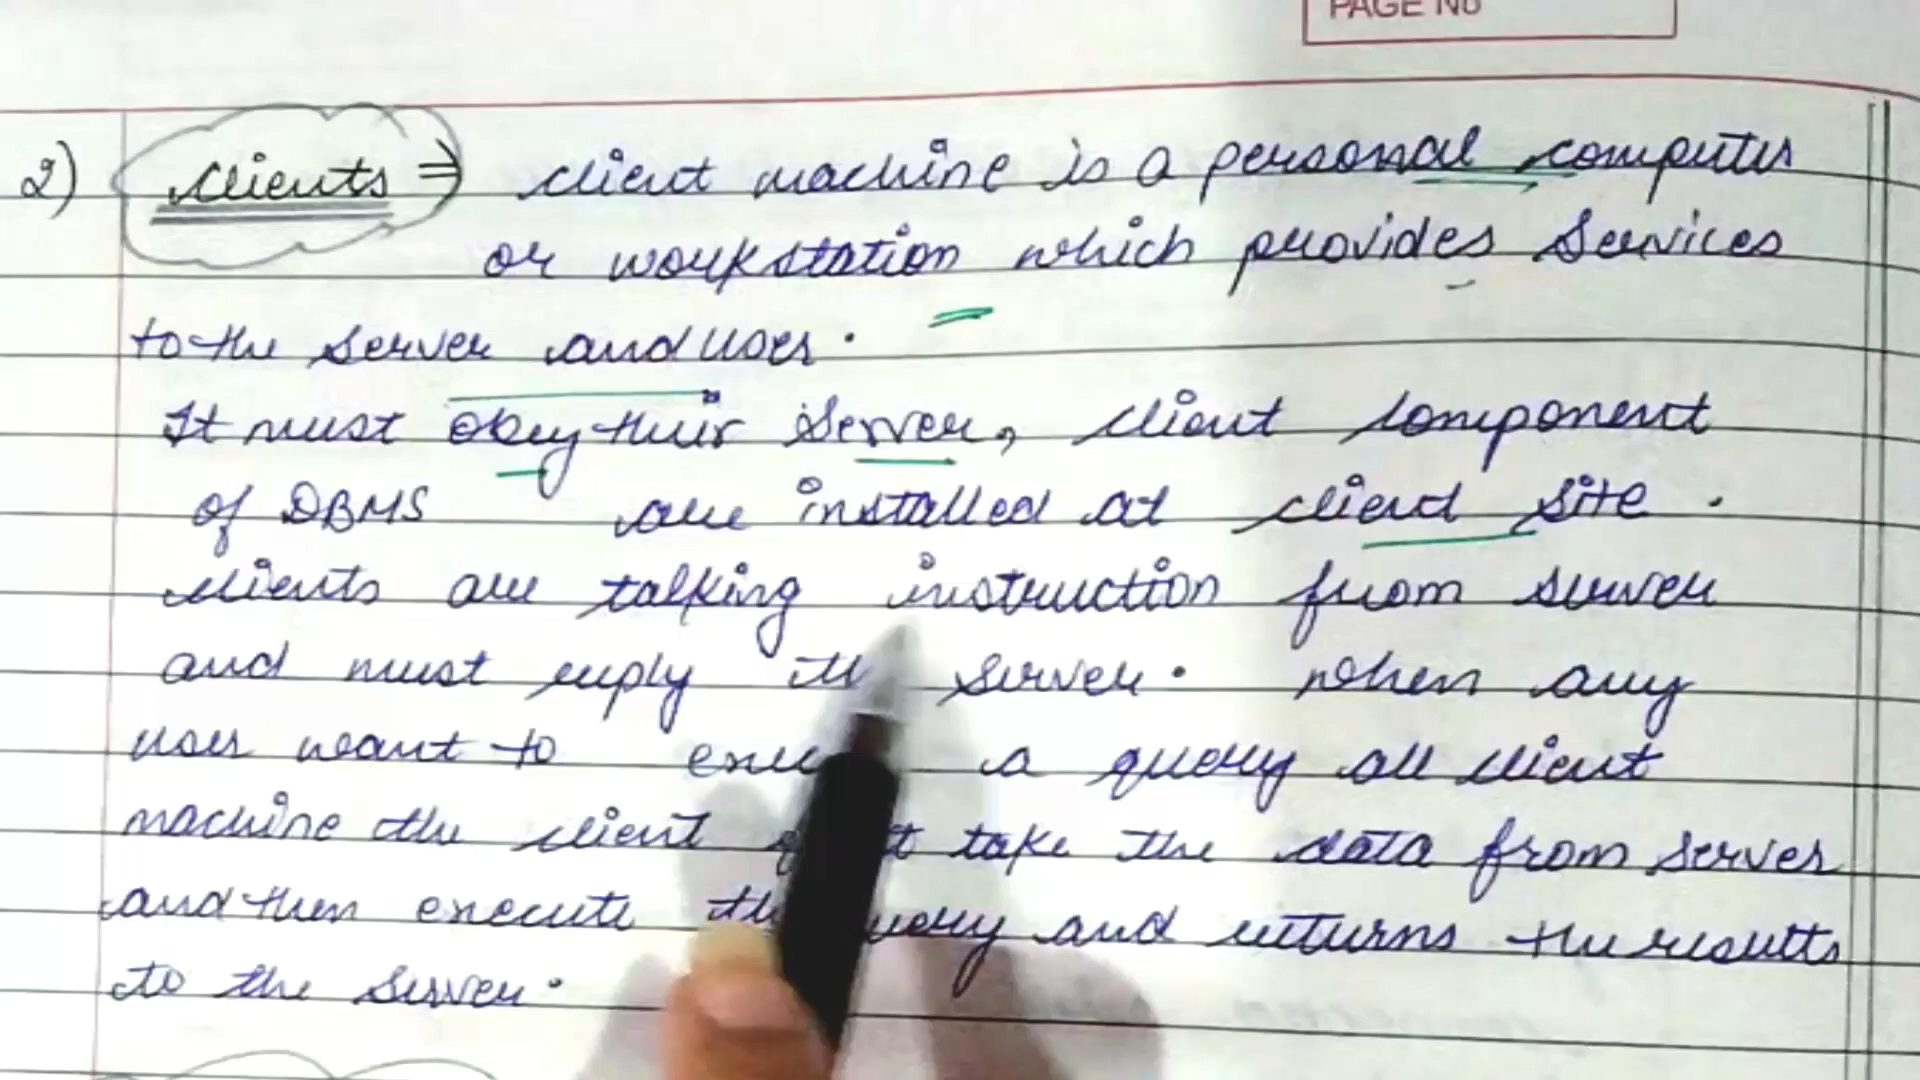 PAGE No
2) Clients ⇒ client machine is a personal computer
or workstation which provides services
to the server and user.
It must obey their server, client component
of DBMS are installed at client site.
clients are talking instruction from server
and must reply the server. when any
user want to a query all client
machine the client take the data from server
and then execute the query and returns the results
to the server.